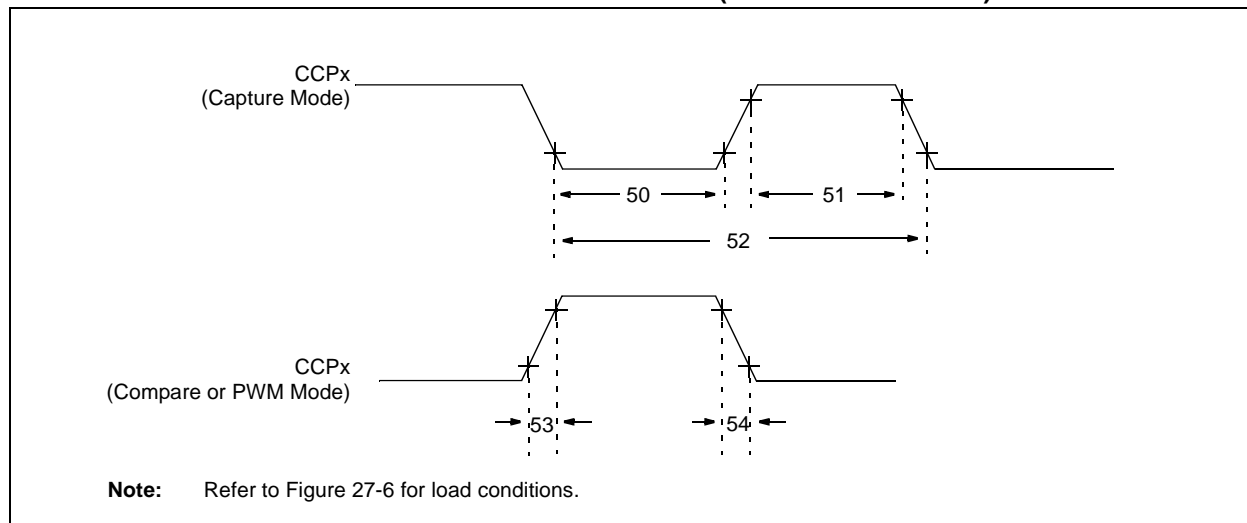 CCPx
(Capture Mode)
50
51
52
CCPx
(Compare or PWM Mode)
53
54
Note: Refer to Figure 27-6 for load conditions.